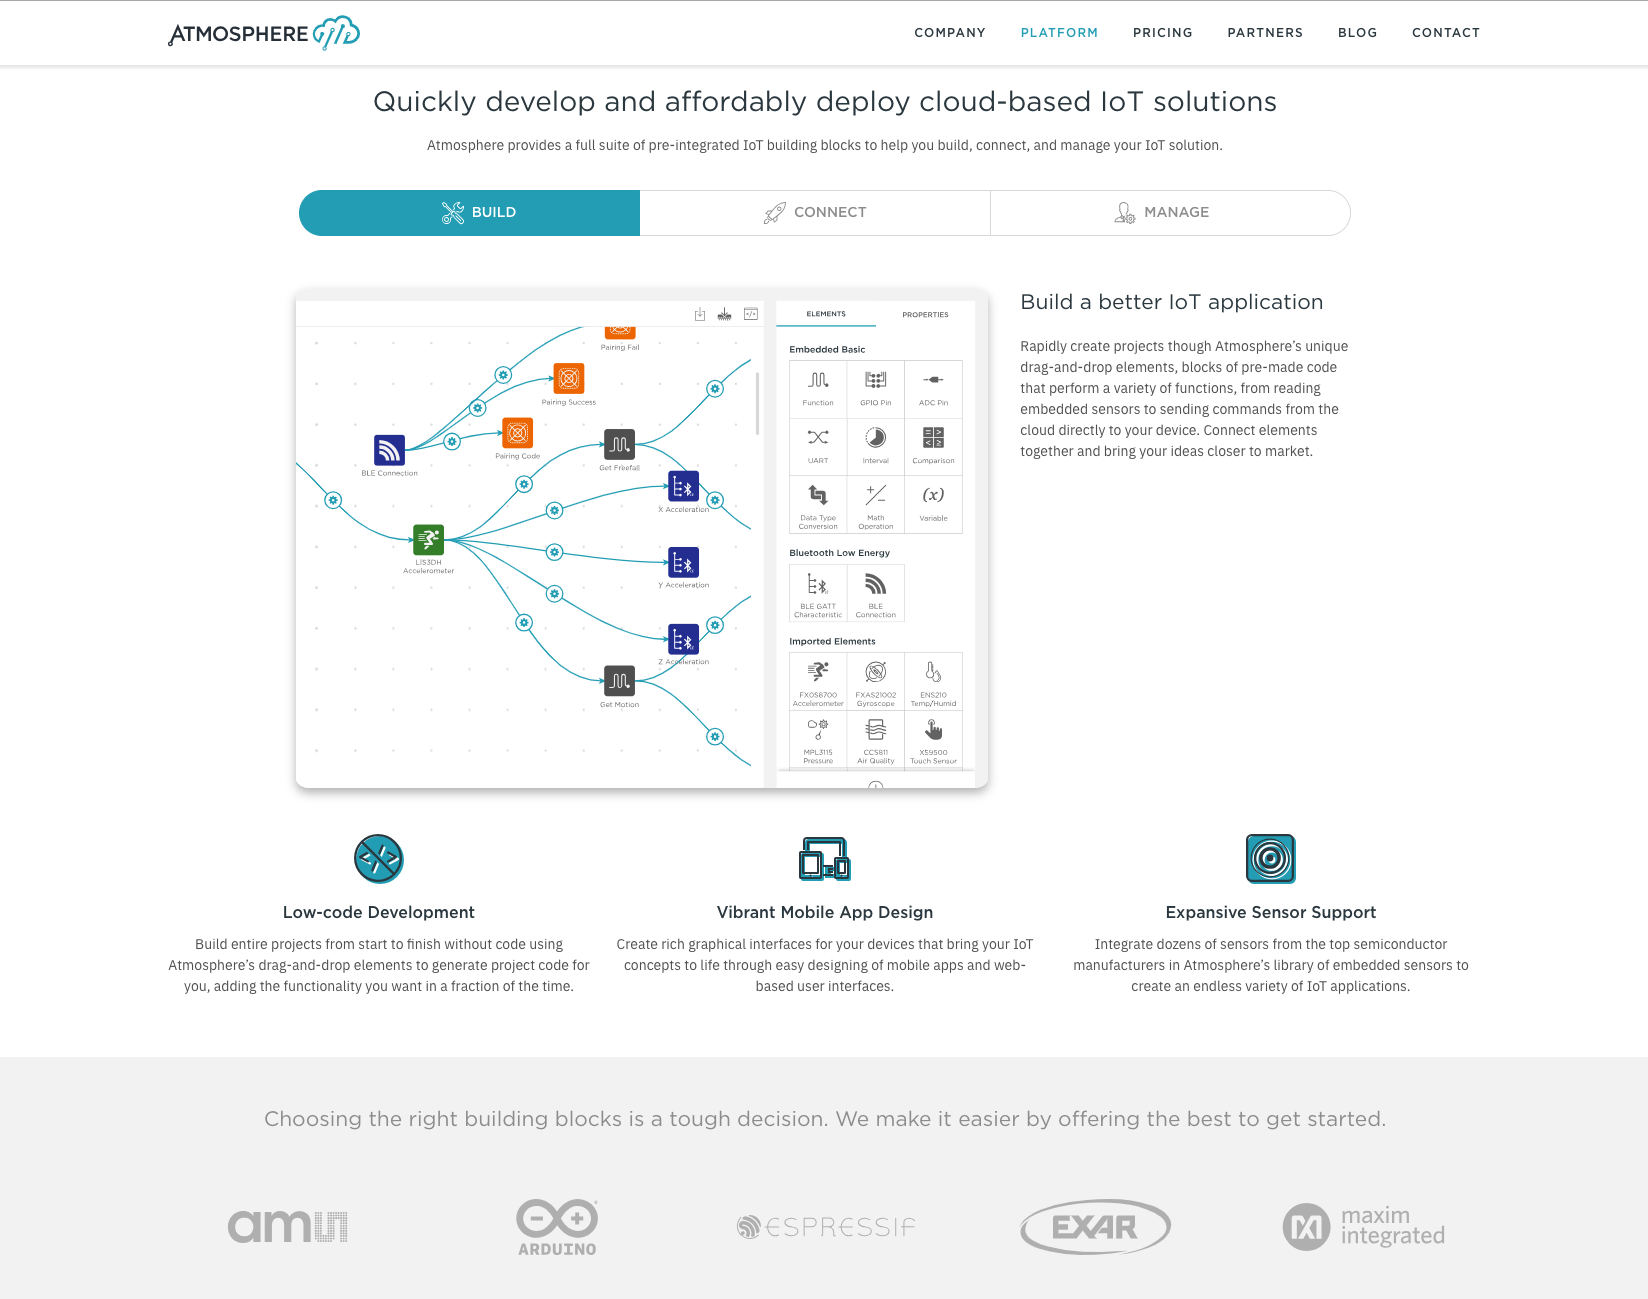 ATMOSPHERE
COMPANY PLATFORM PRICING PARTNERS BLOG CONTACT
Quickly develop and affordably deploy cloud-based IoT solutions
Atmosphere provides a full suite of pre-integrated IoT building blocks to help you build, connect, and manage your IoT solution.
BUILD CONNECT MANAGE
Pairing Fail
Pairing Success
Pairing Code
BLE Connection
Get Freefall
X Acceleration
LIS3DH
Accelerometer
Y Acceleration
Z Acceleration
Get Motion
ELEMENTS PROPERTIES
Embedded Basic
Function GPIO Pin ADC Pin
UART Interval Comparison
Data Type Conversion Math Operation Variable
(x)
Bluetooth Low Energy
BLE GATT Characteristic BLE Connection
Imported Elements
FXOS8700 Accelerometer FXAS21002 Gyroscope ENS210 Temp/Humid
MPL3115 Pressure CCS811 Air Quality XS9500 Touch Sensor
Build a better IoT application
Rapidly create projects though Atmosphere's unique
drag-and-drop elements, blocks of pre-made code
that perform a variety of functions, from reading
embedded sensors to sending commands from the
cloud directly to your device. Connect elements
together and bring your ideas closer to market.
Low-code Development
Build entire projects from start to finish without code using
Atmosphere's drag-and-drop elements to generate project code for
you, adding the functionality you want in a fraction of the time.
Vibrant Mobile App Design
Create rich graphical interfaces for your devices that bring your IoT
concepts to life through easy designing of mobile apps and web-
based user interfaces.
Expansive Sensor Support
Integrate dozens of sensors from the top semiconductor
manufacturers in Atmosphere's library of embedded sensors to
create an endless variety of IoT applications.
Choosing the right building blocks is a tough decision. We make it easier by offering the best to get started.
amu
ARDUINO
ESPRESSIF
EXAR
maxim
integrated